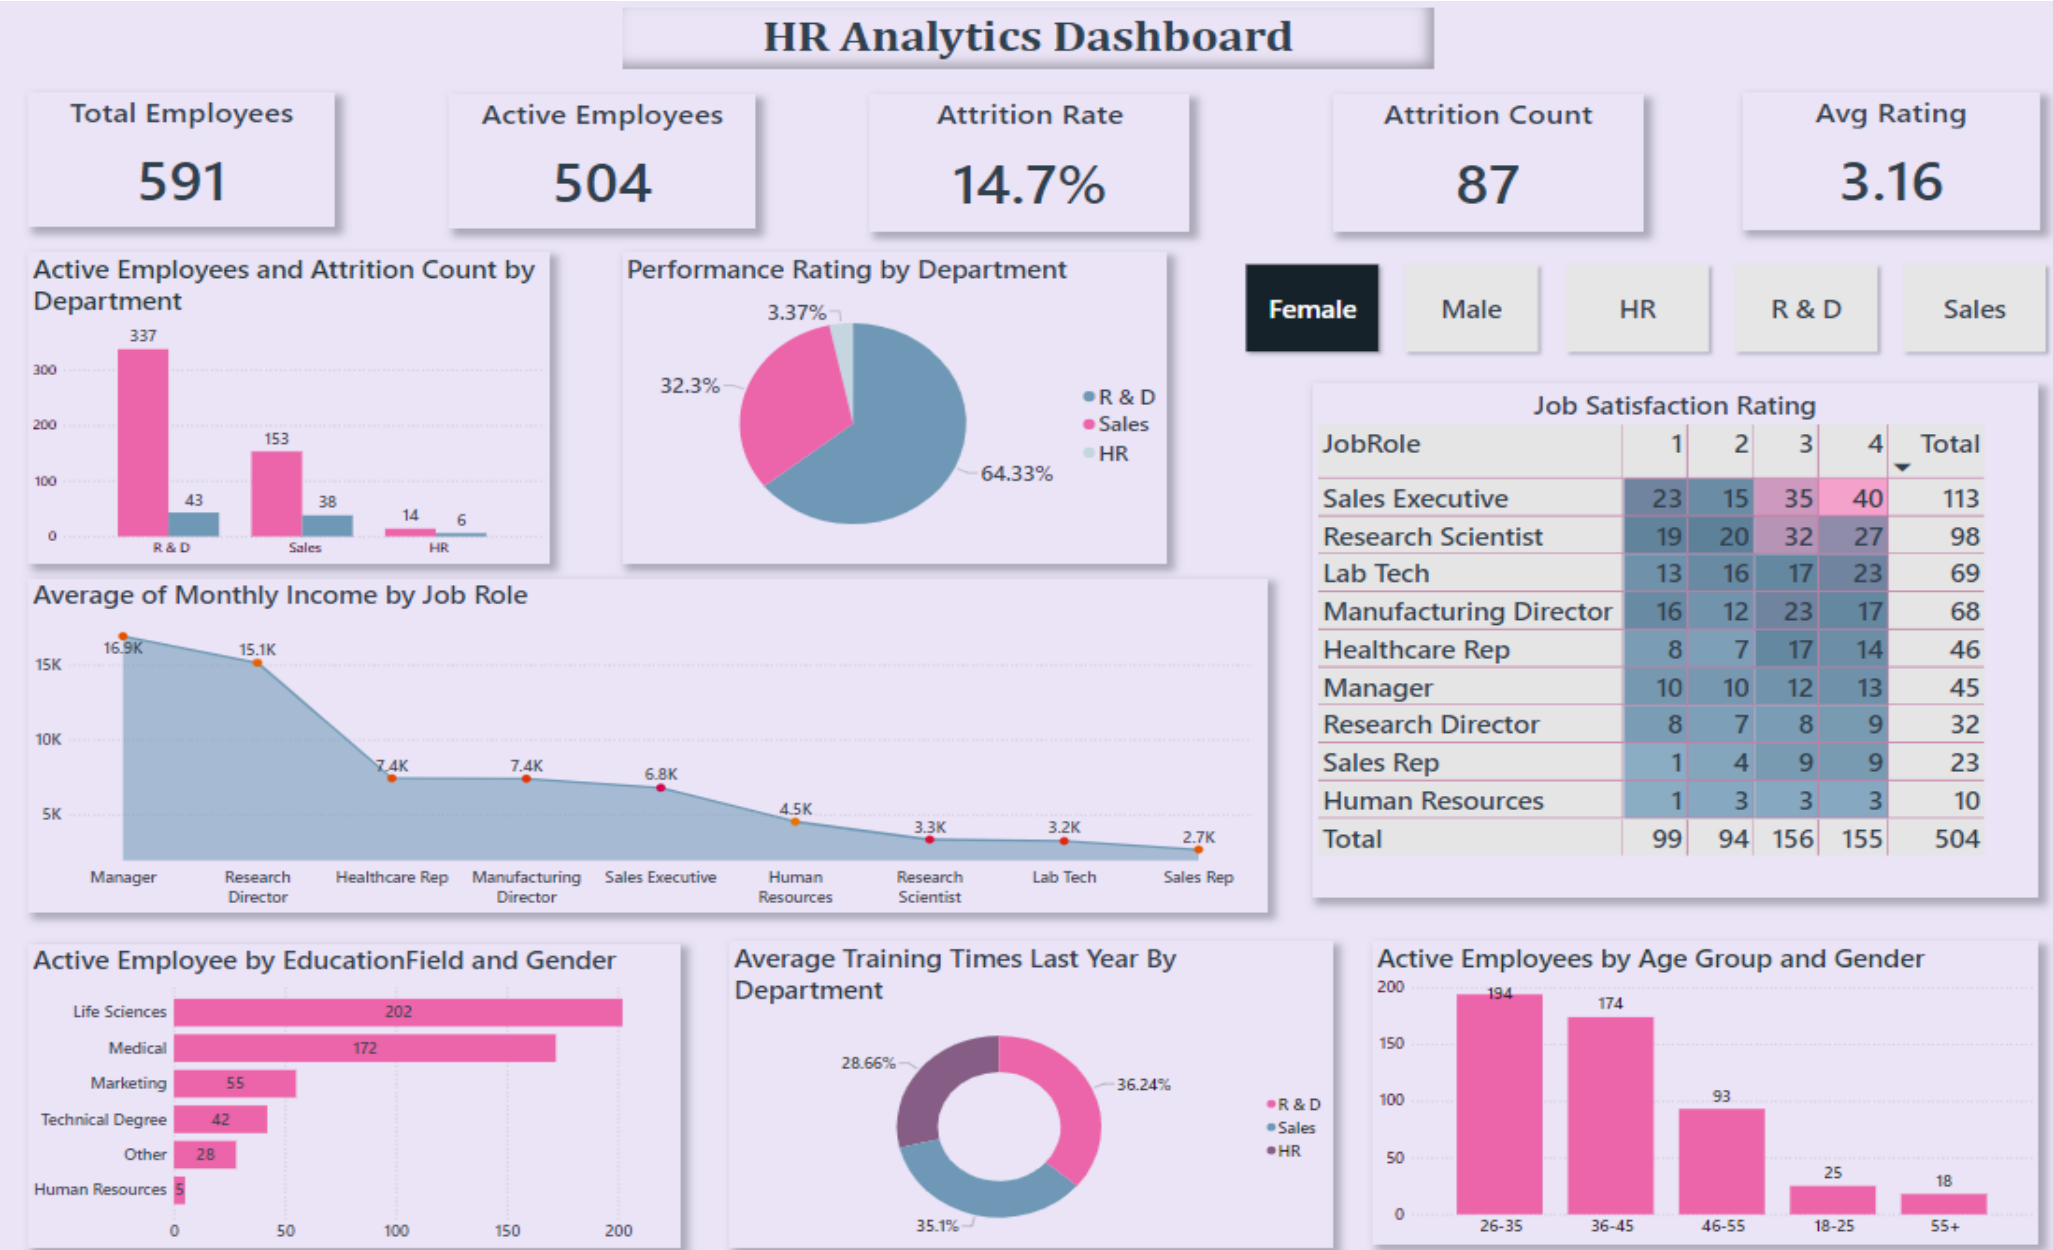 HR Analytics Dashboard
Total Employees
591
Active Employees
504
Attrition Rate
14.7%
Attrition Count
87
Avg Rating
3.16
Active Employees and Attrition Count by
Department
337
300
200
100
0
43
153
38
14
6
R & D
Sales
HR
Performance Rating by Department
3.37%
32.3%
64.33%
R & D
Sales
HR
Female
Male
HR
R & D
Sales
Job Satisfaction Rating
JobRole 1 2 3 4 Total
Sales Executive 23 15 35 40 113
Research Scientist 19 20 32 27 98
Lab Tech 13 16 17 23 69
Manufacturing Director 16 12 23 17 68
Healthcare Rep 8 7 17 14 46
Manager 10 10 12 13 45
Research Director 8 7 8 9 32
Sales Rep 1 4 9 9 23
Human Resources 1 3 3 3 10
Total 99 94 156 155 504
Average of Monthly Income by Job Role
15K
10K
5K
16.9K
15.1K
7.4K
7.4K
6.8K
4.5K
3.3K
3.2K
2.7K
Manager
Research
Director
Healthcare Rep
Manufacturing
Director
Sales Executive
Human
Resources
Research
Scientist
Lab Tech
Sales Rep
Active Employee by EducationField and Gender
Life Sciences 202
Medical 172
Marketing 55
Technical Degree 42
Other 28
Human Resources 5
0 50 100 150 200
Average Training Times Last Year By
Department
28.66%
36.24%
35.1%
R & D
Sales
HR
Active Employees by Age Group and Gender
200
150
100
50
0
194
174
93
25
18
26-35
36-45
46-55
18-25
55+